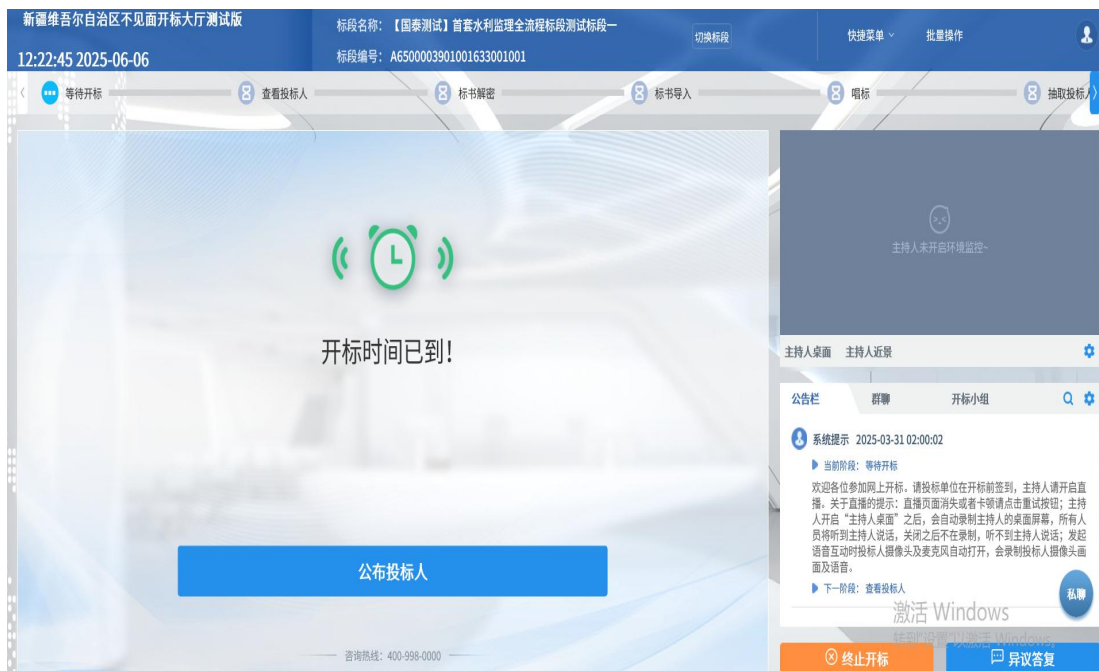 新疆维吾尔自治区不见面开标大厅测试版
12:22:45 2025-06-06
标段名称：【国泰测试】首套水利监理全流程标段测试标段一
标段编号：A6500003901001633001001
切换标段
快捷菜单
批量操作
等待开标
查看投标人
标书解密
标书导入
唱标
抽取投标人
开标时间已到！
公布投标人
咨询热线：400-998-0000
主持人未开启环境监控~
主持人桌面 主持人近景
公告栏 群聊 开标小组
系统提示 2025-03-31 02:00:02
当前阶段：等待开标
欢迎各位参加网上开标。请投标单位在开标前签到，主持人请开启直
播。关于直播的提示：直播页面消失或者卡顿请点击重试按钮；主持
人开启“主持人桌面”之后，会自动录制主持人的桌面屏幕，所有人
员将听到主持人说话，关闭之后不在录制，听不到主持人说话；发起
语音互动时投标人摄像头及麦克风自动打开，会录制投标人摄像头画
面及语音。
下一阶段：查看投标人
私聊
激活 Windows
转到"设置"以激活 Windows。
终止开标
异议答复